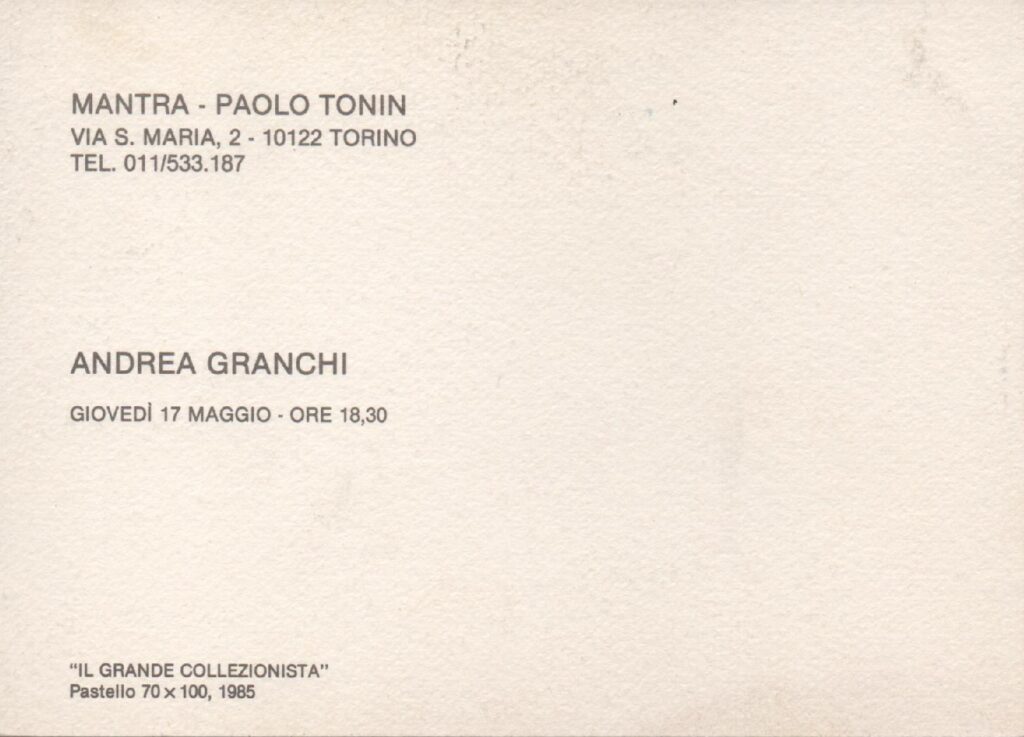 MANTRA - PAOLO TONIN
VIA S. MARIA, 2 - 10122 TORINO
TEL. 011/533.187
ANDREA GRANCHI
GIOVEDÌ 17 MAGGIO - ORE 18,30
“IL GRANDE COLLEZIONISTA”
Pastello 70 × 100, 1985